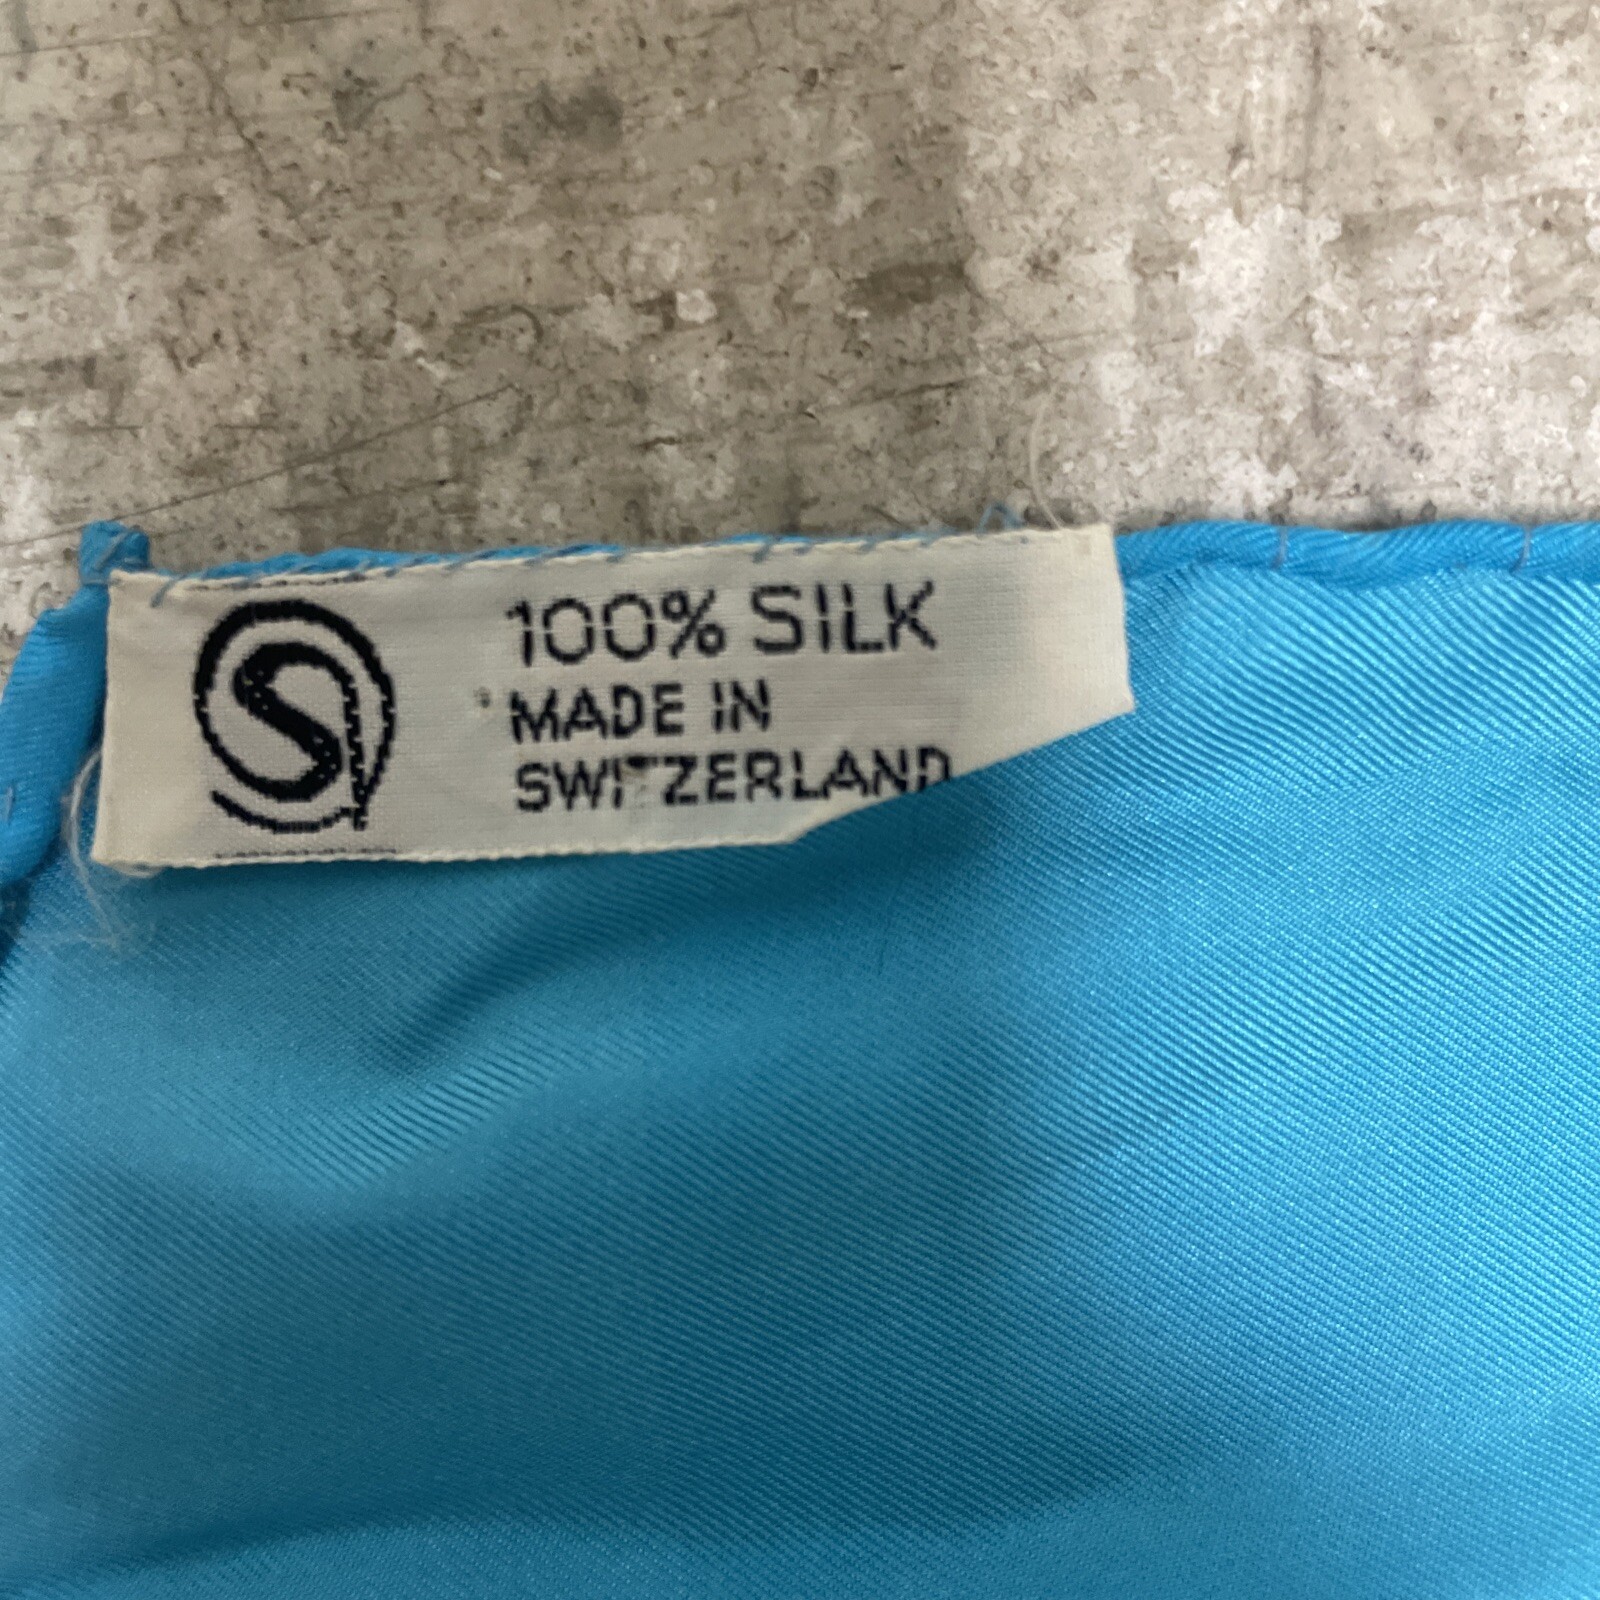 S
100% SILK
MADE IN
SWITZERLAND